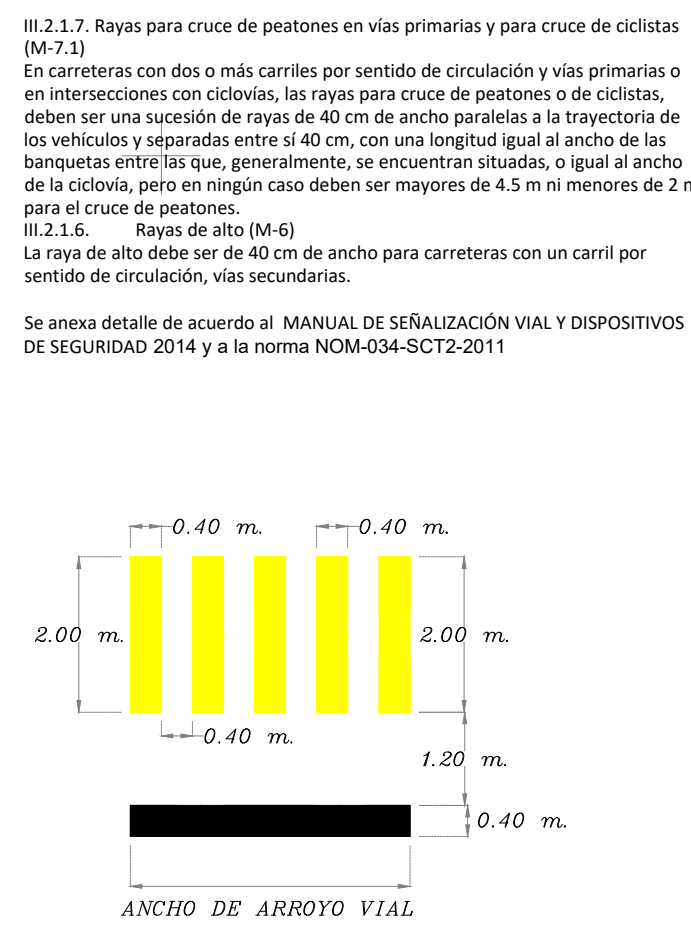 III.2.1.7. Rayas para cruce de peatones en vías primarias y para cruce de ciclistas
(M-7.1)
En carreteras con dos o más carriles por sentido de circulación y vías primarias o
en intersecciones con ciclovías, las rayas para cruce de peatones o de ciclistas,
deben ser una sucesión de rayas de 40 cm de ancho paralelas a la trayectoria de
los vehículos y separadas entre sí 40 cm, con una longitud igual al ancho de las
banquetas entre las que, generalmente, se encuentran situadas, o igual al ancho
de la ciclovía, pero en ningún caso deben ser mayores de 4.5 m ni menores de 2 m
para el cruce de peatones.
III.2.1.6. Rayas de alto (M-6)
La raya de alto debe ser de 40 cm de ancho para carreteras con un carril por
sentido de circulación, vías secundarias.
Se anexa detalle de acuerdo al MANUAL DE SEÑALIZACIÓN VIAL Y DISPOSITIVOS
DE SEGURIDAD 2014 y a la norma NOM-034-SCT2-2011
0.40 m. 0.40 m.
2.00 m. 2.00 m.
0.40 m.
1.20 m.
0.40 m.
ANCHO DE ARROYO VIAL